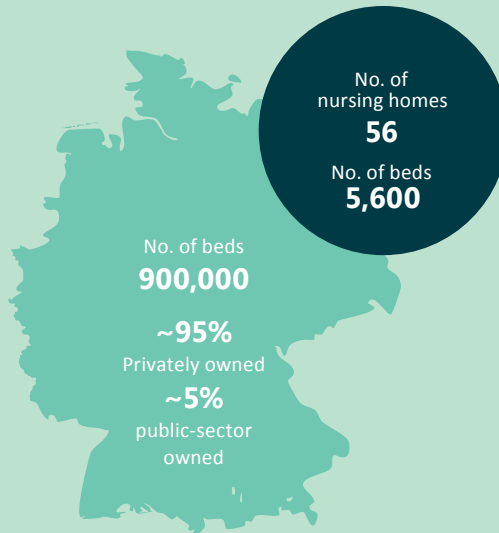 No. of
nursing homes
56
No. of beds
5,600
No. of beds
900,000
~95%
Privately owned
~5%
public-sector
owned